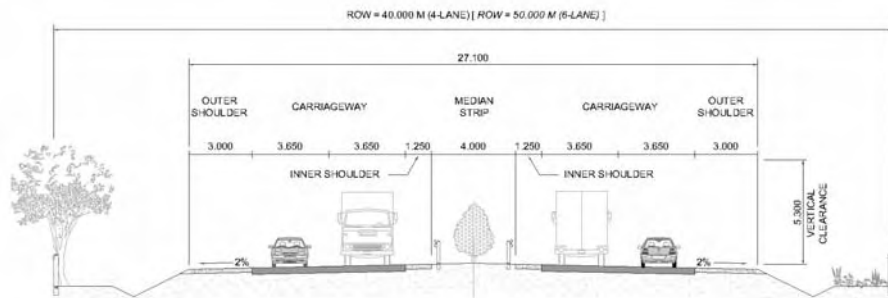 ROW = 40.000 M (4-LANE) [ ROW = 50.000 M (6-LANE) ]
27.100
OUTER SHOULDER
CARRIAGEWAY
MEDIAN STRIP
CARRIAGEWAY
OUTER SHOULDER
3.000 3.650 3.650 1.250 4.000 1.250 3.650 3.650 3.000
INNER SHOULDER
INNER SHOULDER
5.300
VERTICAL
CLEARANCE
2%
2%